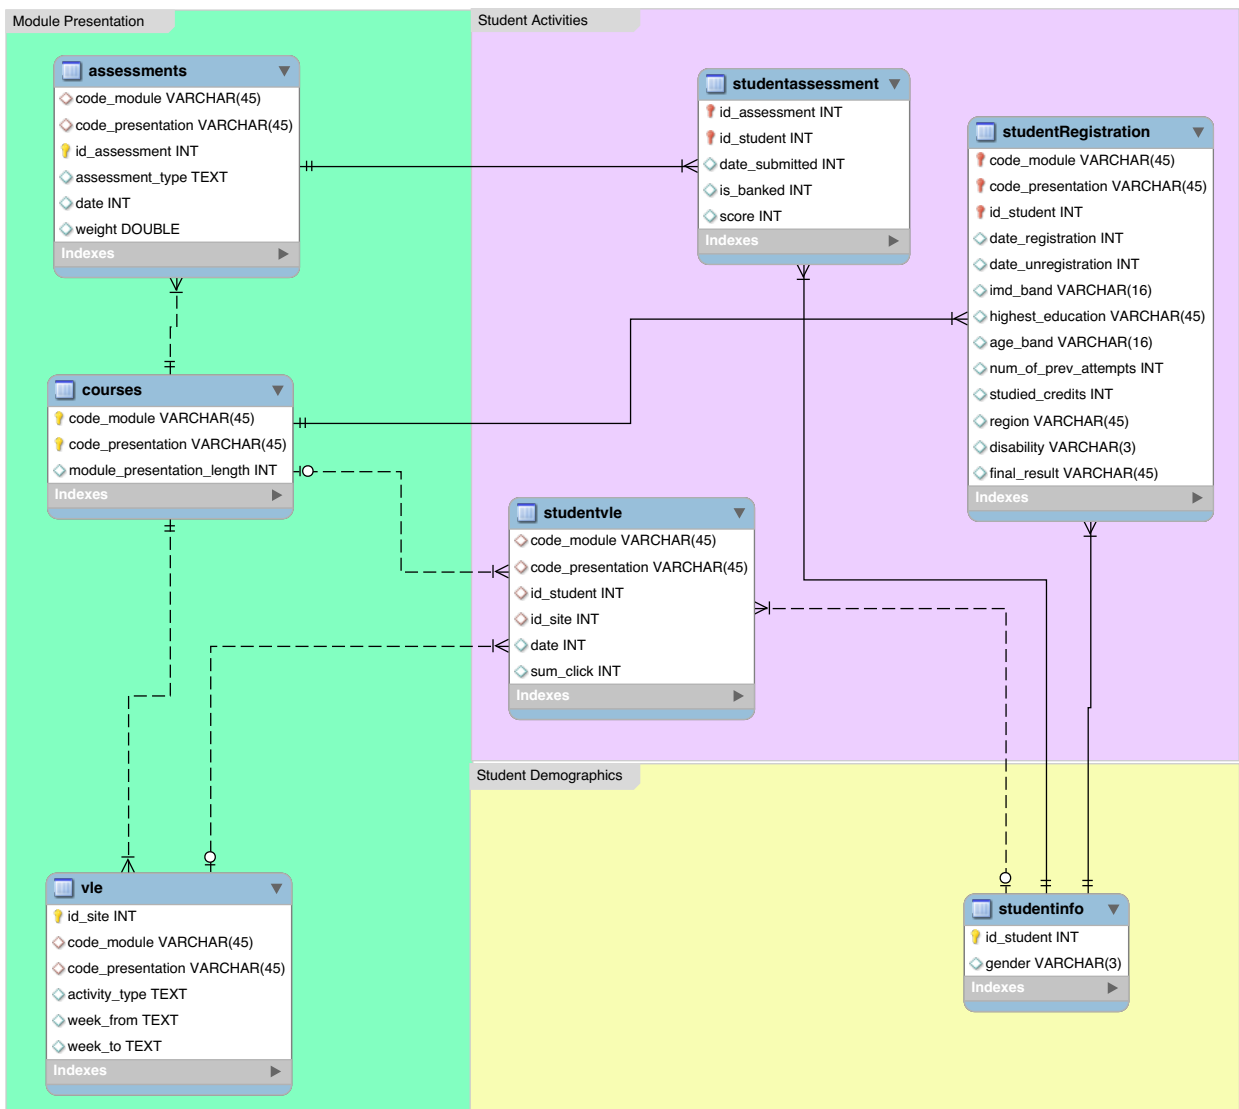 Module Presentation
assessments
code_module VARCHAR(45)
code_presentation VARCHAR(45)
id_assessment INT
assessment_type TEXT
date INT
weight DOUBLE
Indexes
courses
code_module VARCHAR(45)
code_presentation VARCHAR(45)
module_presentation_length INT
Indexes
vle
id_site INT
code_module VARCHAR(45)
code_presentation VARCHAR(45)
activity_type TEXT
week_from TEXT
week_to TEXT
Indexes
Student Activities
studentassessment
id_assessment INT
id_student INT
date_submitted INT
is_banked INT
score INT
Indexes
studentRegistration
code_module VARCHAR(45)
code_presentation VARCHAR(45)
id_student INT
date_registration INT
date_unregistration INT
imd_band VARCHAR(16)
highest_education VARCHAR(45)
age_band VARCHAR(16)
num_of_prev_attempts INT
studied_credits INT
region VARCHAR(45)
disability VARCHAR(3)
final_result VARCHAR(45)
Indexes
studentvle
code_module VARCHAR(45)
code_presentation VARCHAR(45)
id_student INT
id_site INT
date INT
sum_click INT
Indexes
Student Demographics
studentinfo
id_student INT
gender VARCHAR(3)
Indexes